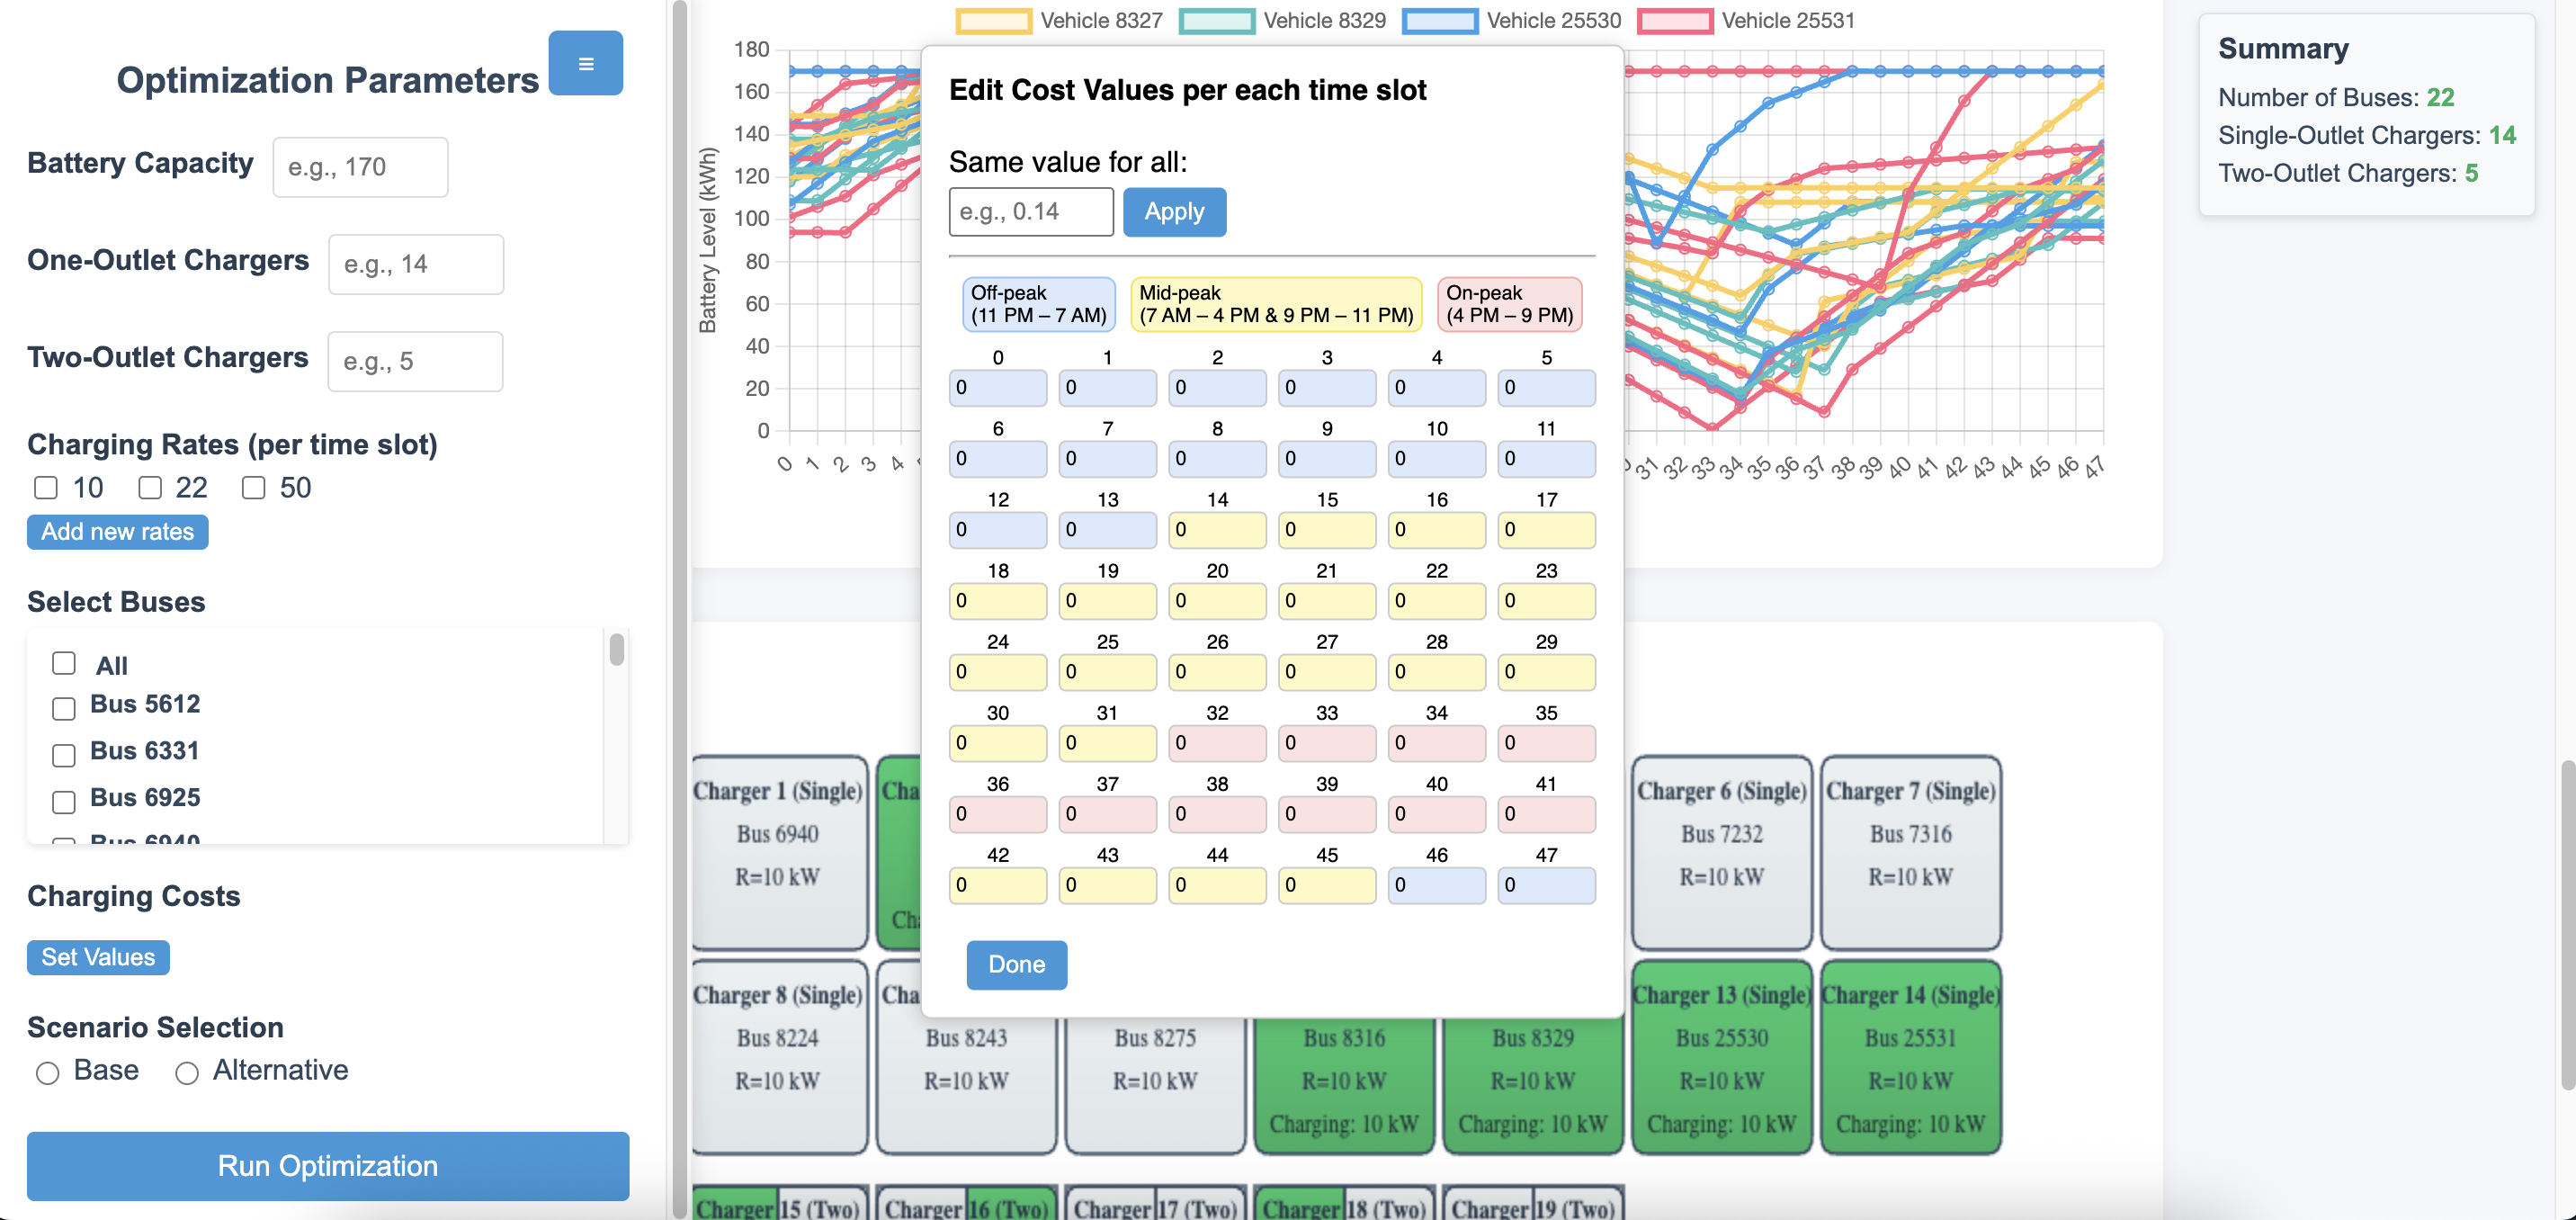 Optimization Parameters
≡
Battery Capacity
e.g., 170
One-Outlet Chargers
e.g., 14
Two-Outlet Chargers
e.g., 5
Charging Rates (per time slot)
10 22 50
Add new rates
Select Buses
All
Bus 5612
Bus 6331
Bus 6925
Bus 6940
Charging Costs
Set Values
Scenario Selection
Base Alternative
Run Optimization
Vehicle 8327 Vehicle 8329 Vehicle 25530 Vehicle 25531
Battery Level (kWh)
180
160
140
120
100
80
60
40
20
0
0 1 2 3 4
31 32 33 34 35 36 37 38 39 40 41 42 43 44 45 46 47
Edit Cost Values per each time slot
Same value for all:
e.g., 0.14 Apply
Off-peak
(11 PM – 7 AM)
Mid-peak
(7 AM – 4 PM & 9 PM – 11 PM)
On-peak
(4 PM – 9 PM)
0 1 2 3 4 5
0 0 0 0 0 0
6 7 8 9 10 11
0 0 0 0 0 0
12 13 14 15 16 17
0 0 0 0 0 0
18 19 20 21 22 23
0 0 0 0 0 0
24 25 26 27 28 29
0 0 0 0 0 0
30 31 32 33 34 35
0 0 0 0 0 0
36 37 38 39 40 41
0 0 0 0 0 0
42 43 44 45 46 47
0 0 0 0 0 0
Done
Charger 1 (Single)
Bus 6940
R=10 kW
Cha
Cha
Charger 6 (Single)
Bus 7232
R=10 kW
Charger 7 (Single)
Bus 7316
R=10 kW
Charger 8 (Single)
Bus 8224
R=10 kW
Cha
Bus 8243
R=10 kW
Bus 8275
R=10 kW
Bus 8316
R=10 kW
Charging: 10 kW
Bus 8329
R=10 kW
Charging: 10 kW
Charger 13 (Single)
Bus 25530
R=10 kW
Charging: 10 kW
Charger 14 (Single)
Bus 25531
R=10 kW
Charging: 10 kW
Charger 15 (Two)
Charger 16 (Two)
Charger 17 (Two)
Charger 18 (Two)
Charger 19 (Two)
Summary
Number of Buses: 22
Single-Outlet Chargers: 14
Two-Outlet Chargers: 5